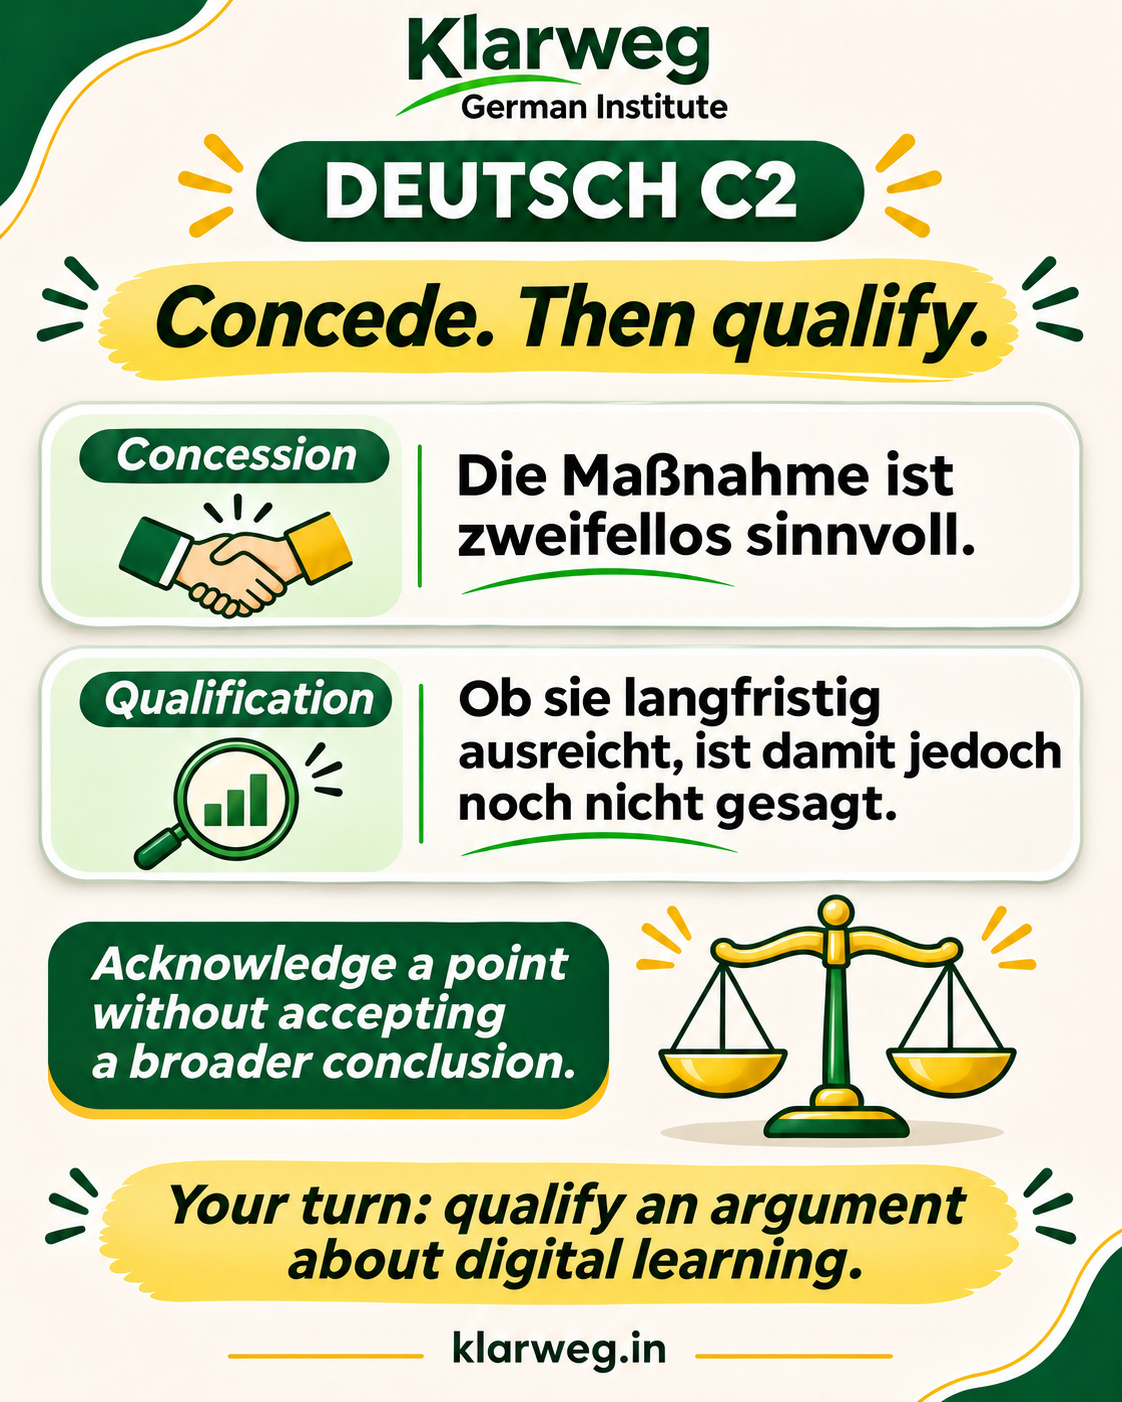 Klarweg
German Institute
DEUTSCH C2
Concede. Then qualify.
Concession
Die Maßnahme ist
zweifellos sinnvoll.
Qualification
Ob sie langfristig
ausreicht, ist damit jedoch
noch nicht gesagt.
Acknowledge a point
without accepting
a broader conclusion.
Your turn: qualify an argument
about digital learning.
klarweg.in